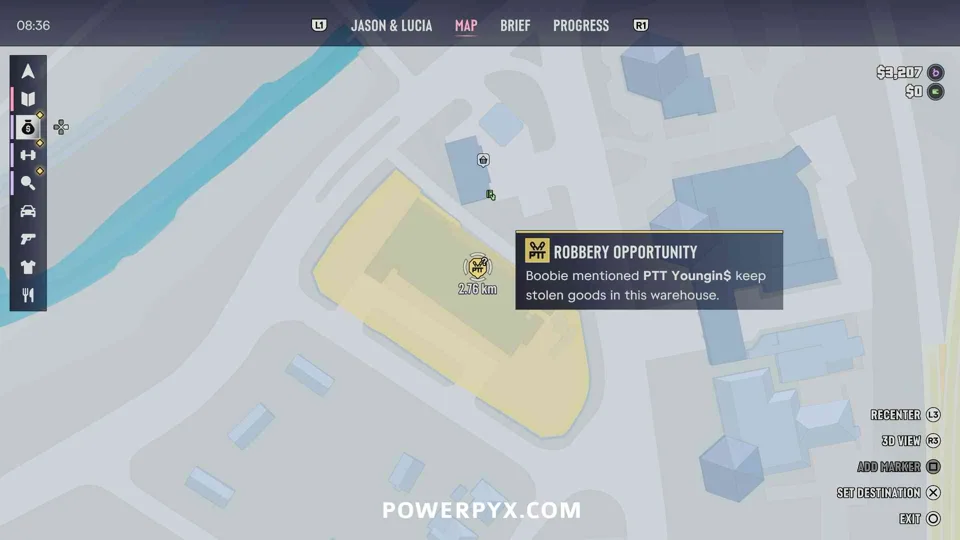 08:36
L1 JASON & LUCIA MAP BRIEF PROGRESS R1
$3,207
$0
PTT ROBBERY OPPORTUNITY
Boobie mentioned PTT Youngin$ keep
stolen goods in this warehouse.
PTT
2.76 km
RECENTER L3
3D VIEW R3
ADD MARKER
SET DESTINATION
EXIT
POWERPYX.COM